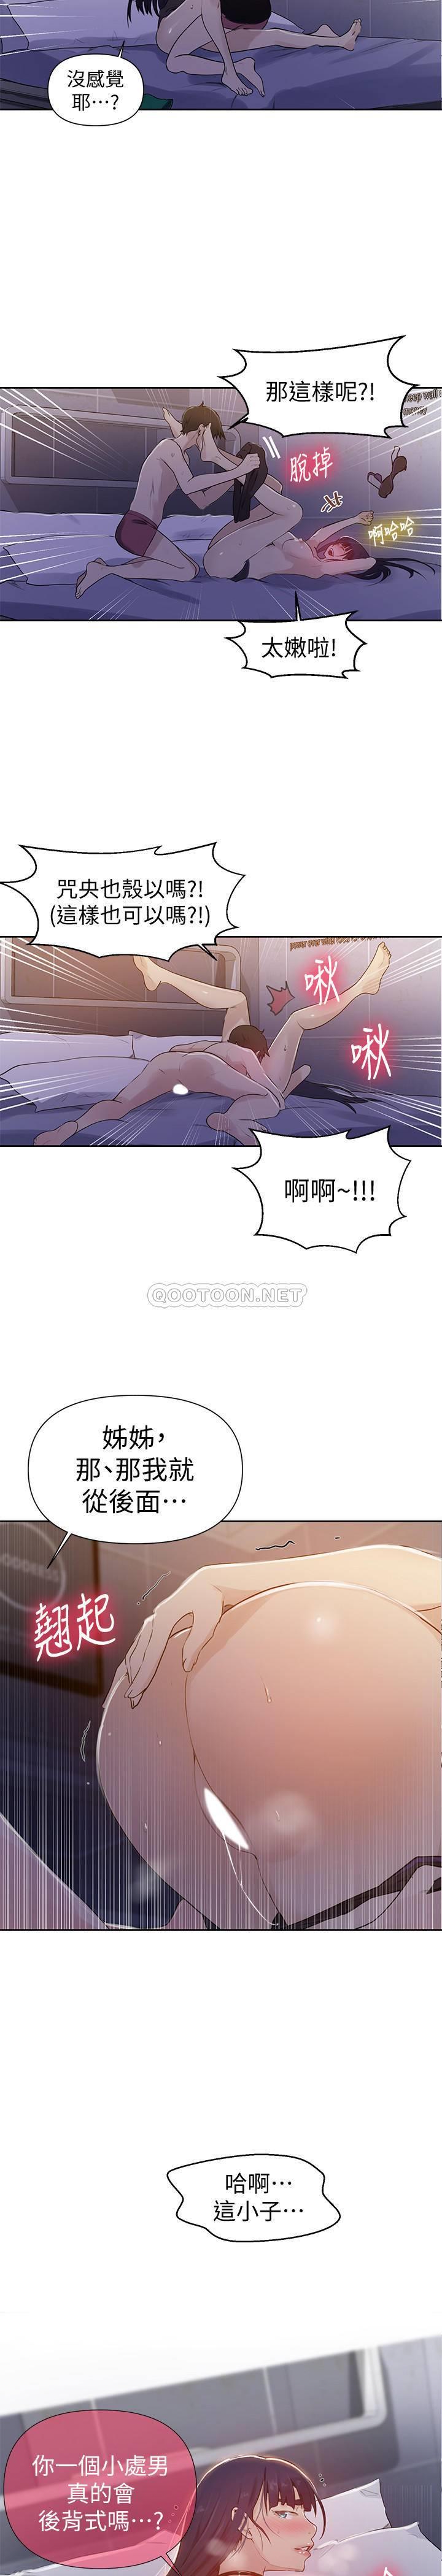 沒感覺
耶…?
那這樣呢?!
脫掉
啊哈哈
太嫩啦!
咒央也殼以嗎?!
(這樣也可以嗎?!)
啾
啾
啊啊~!!!
QOOTOON.NET
姊姊，
那、那我就
從後面…
翹起
哈啊…
這小子…
你一個小處男
真的會
後背式嗎…?